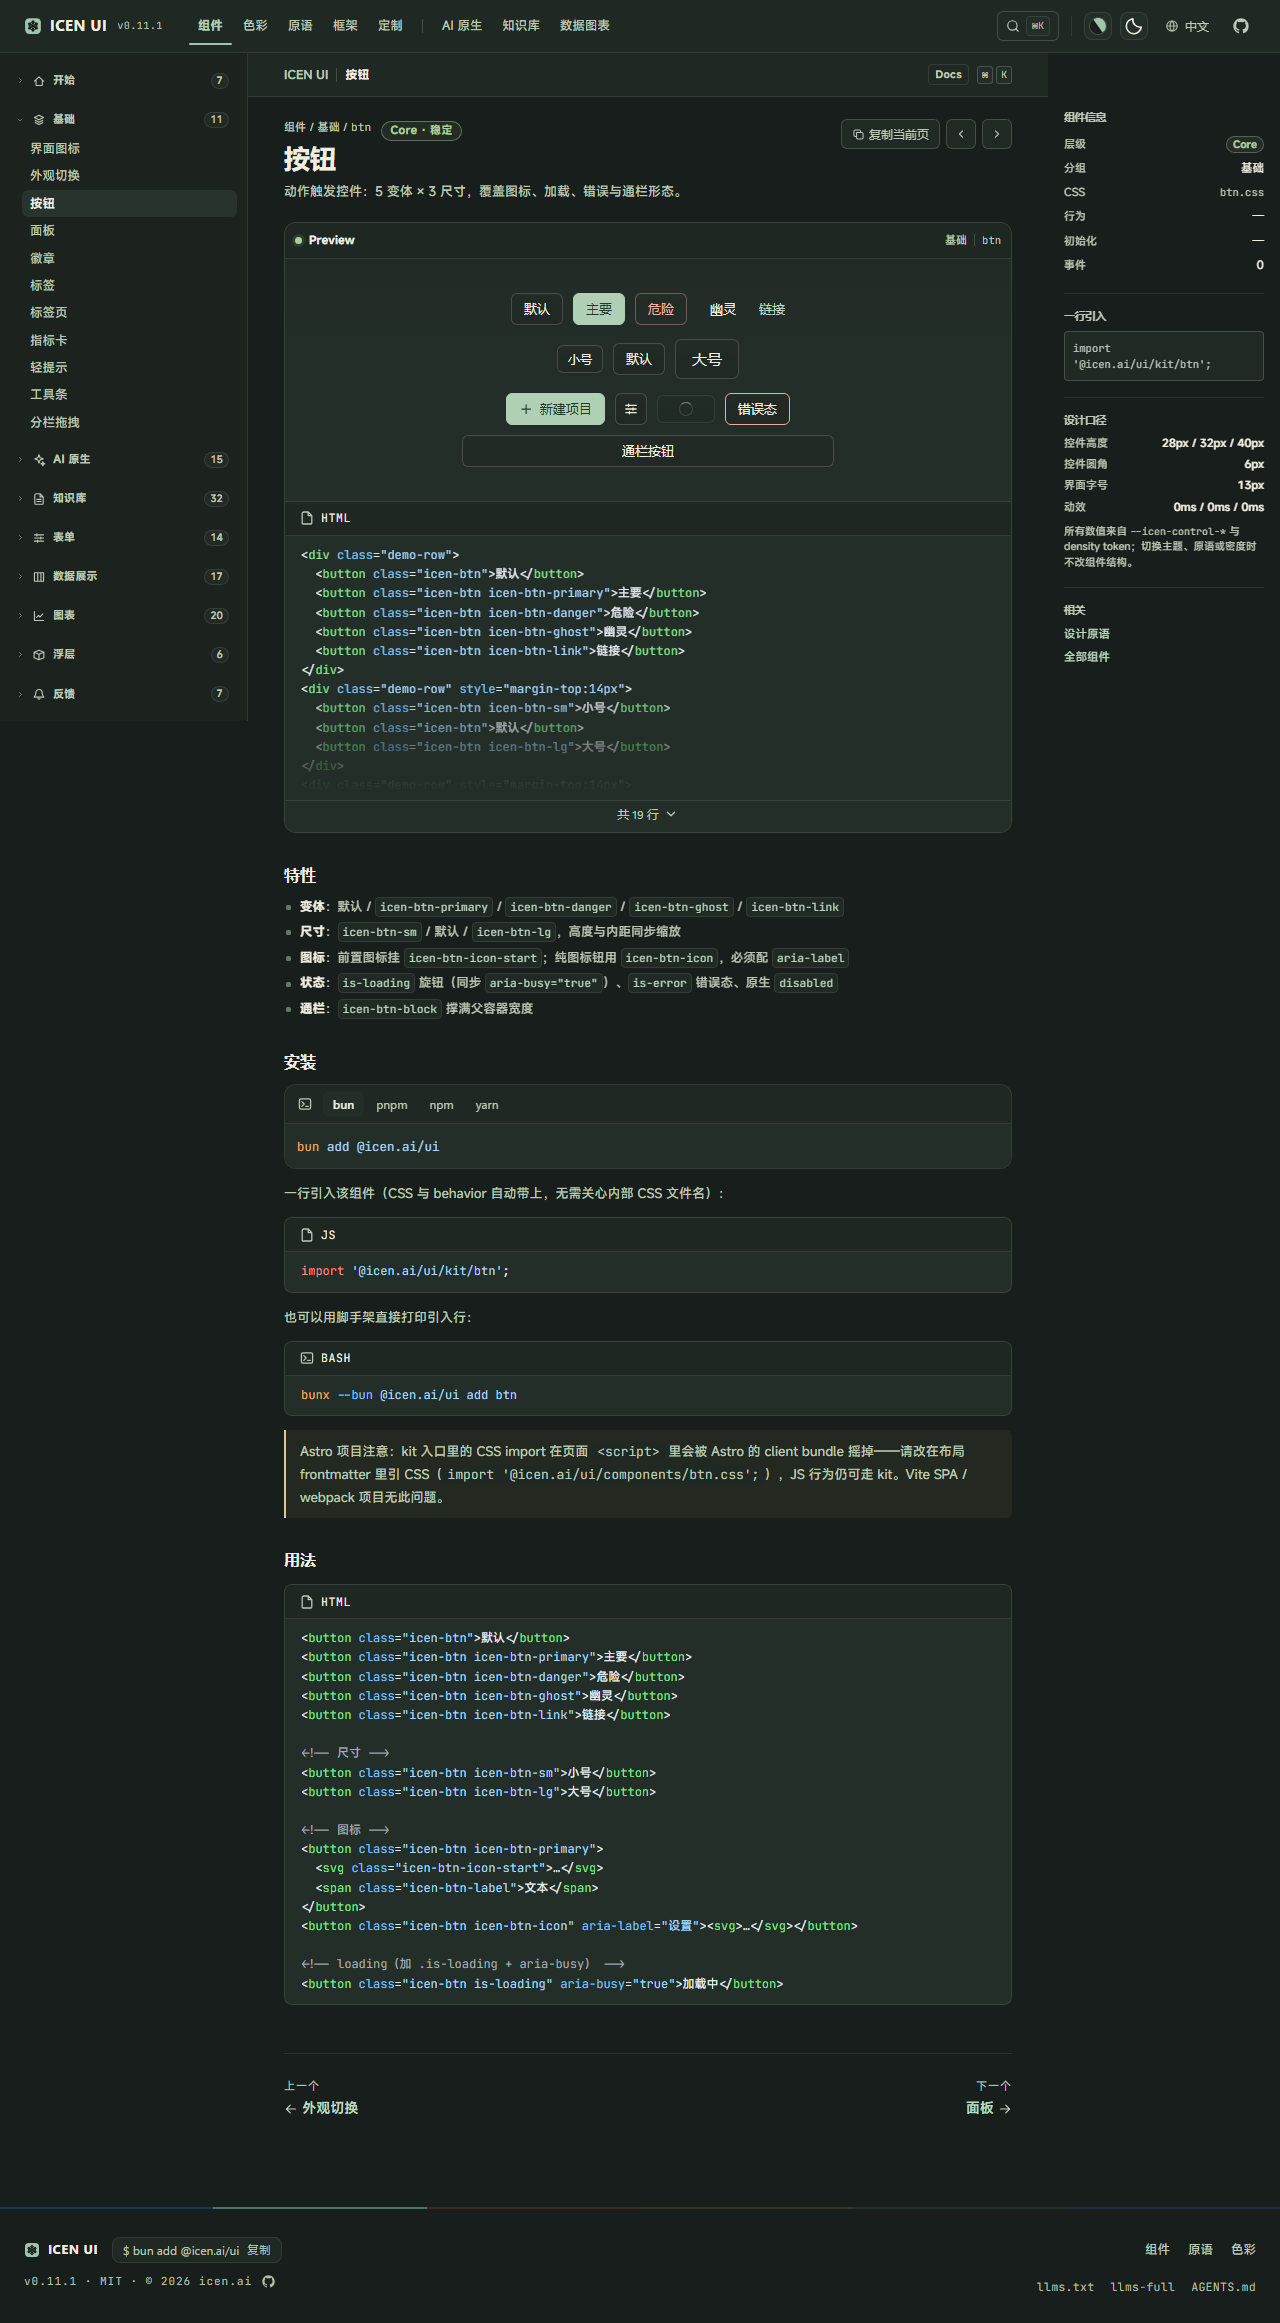 ICEN UI v0.11.1 组件 色彩 原语 框架 定制 AI 原生 知识库 数据图表 ⌘K 中文
开始 7
基础 11
界面图标
外观切换
按钮
面板
徽章
标签
标签页
指标卡
轻提示
工具条
分栏拖拽
AI 原生 15
知识库 32
表单 14
数据展示 17
图表 20
浮层 6
反馈 7
ICEN UI 按钮 Docs ⌘ K
组件 / 基础 / btn Core · 稳定
复制当前页
按钮
动作触发控件：5 变体 × 3 尺寸，覆盖图标、加载、错误与通栏形态。
Preview 基础 btn
默认 主要 危险 幽灵 链接
小号 默认 大号
新建项目 错误态
通栏按钮
HTML
<div class="demo-row">
<button class="icen-btn">默认</button>
<button class="icen-btn icen-btn-primary">主要</button>
<button class="icen-btn icen-btn-danger">危险</button>
<button class="icen-btn icen-btn-ghost">幽灵</button>
<button class="icen-btn icen-btn-link">链接</button>
</div>
<div class="demo-row" style="margin-top:14px">
<button class="icen-btn icen-btn-sm">小号</button>
<button class="icen-btn">默认</button>
<button class="icen-btn icen-btn-lg">大号</button>
</div>
<div class="demo-row" style="margin-top:14px">
共 19 行
特性
变体：默认 / icen-btn-primary / icen-btn-danger / icen-btn-ghost / icen-btn-link
尺寸：icen-btn-sm / 默认 / icen-btn-lg，高度与内距同步缩放
图标：前置图标挂 icen-btn-icon-start；纯图标钮用 icen-btn-icon，必须配 aria-label
状态：is-loading 旋钮（同步 aria-busy="true"）、is-error 错误态、原生 disabled
通栏：icen-btn-block 撑满父容器宽度
安装
bun pnpm npm yarn
bun add @icen.ai/ui
一行引入该组件（CSS 与 behavior 自动带上，无需关心内部 CSS 文件名）：
JS
import '@icen.ai/ui/kit/btn';
也可以用脚手架直接打印引入行：
BASH
bunx --bun @icen.ai/ui add btn
Astro 项目注意：kit 入口里的 CSS import 在页面 <script> 里会被 Astro 的 client bundle 摇掉——请改在布局
frontmatter 里引 CSS（ import '@icen.ai/ui/components/btn.css'; ），JS 行为仍可走 kit。Vite SPA /
webpack 项目无此问题。
用法
HTML
<button class="icen-btn">默认</button>
<button class="icen-btn icen-btn-primary">主要</button>
<button class="icen-btn icen-btn-danger">危险</button>
<button class="icen-btn icen-btn-ghost">幽灵</button>
<button class="icen-btn icen-btn-link">链接</button>
<!-- 尺寸 -->
<button class="icen-btn icen-btn-sm">小号</button>
<button class="icen-btn icen-btn-lg">大号</button>
<!-- 图标 -->
<button class="icen-btn icen-btn-primary">
<svg class="icen-btn-icon-start">…</svg>
<span class="icen-btn-label">文本</span>
</button>
<button class="icen-btn icen-btn-icon" aria-label="设置"><svg>…</svg></button>
<!-- loading（加 .is-loading + aria-busy） -->
<button class="icen-btn is-loading" aria-busy="true">加载中</button>
上一个
← 外观切换
下一个
面板 →
组件信息
层级 Core
分组 基础
CSS btn.css
行为 —
初始化 —
事件 0
一行引入
import
'@icen.ai/ui/kit/btn';
设计口径
控件高度 28px / 32px / 40px
控件圆角 6px
界面字号 13px
动效 0ms / 0ms / 0ms
所有数值来自 --icen-control-* 与
density token；切换主题、原语或密度时
不改组件结构。
相关
设计原语
全部组件
ICEN UI $ bun add @icen.ai/ui 复制
v0.11.1 · MIT · © 2026 icen.ai
组件 原语 色彩
llms.txt llms-full AGENTS.md